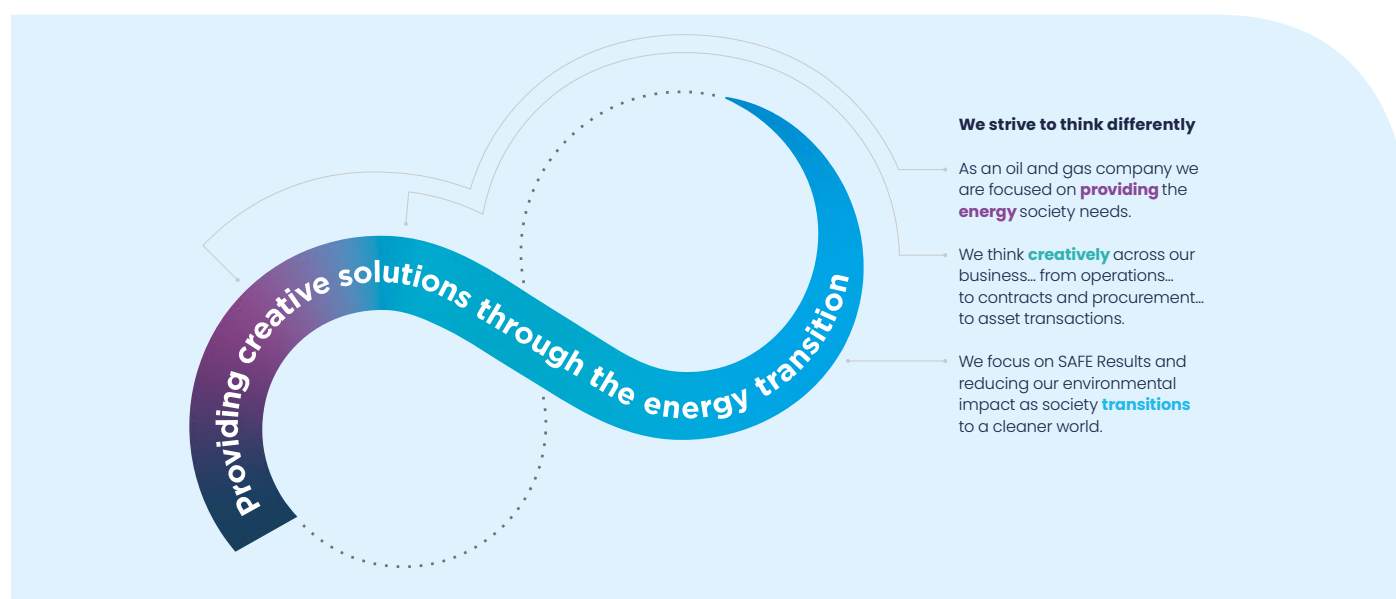 Providing creative solutions through the energy transition
We strive to think differently
As an oil and gas company we
are focused on providing the
energy society needs.
We think creatively across our
business... from operations...
to contracts and procurement...
to asset transactions.
We focus on SAFE Results and
reducing our environmental
impact as society transitions
to a cleaner world.